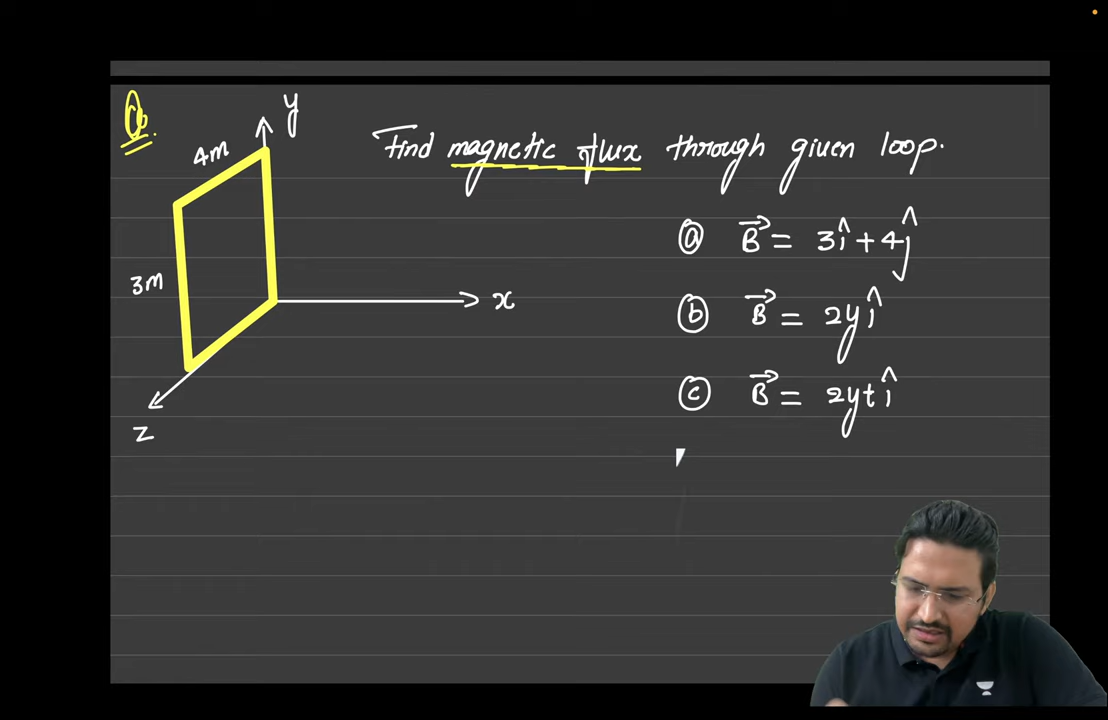 Q.
y
4m
Find magnetic flux through given loop.
ⓐ B⃗ = 3î + 4ĵ
3m
x
ⓑ B⃗ = 2y î
ⓒ B⃗ = 2yt î
z